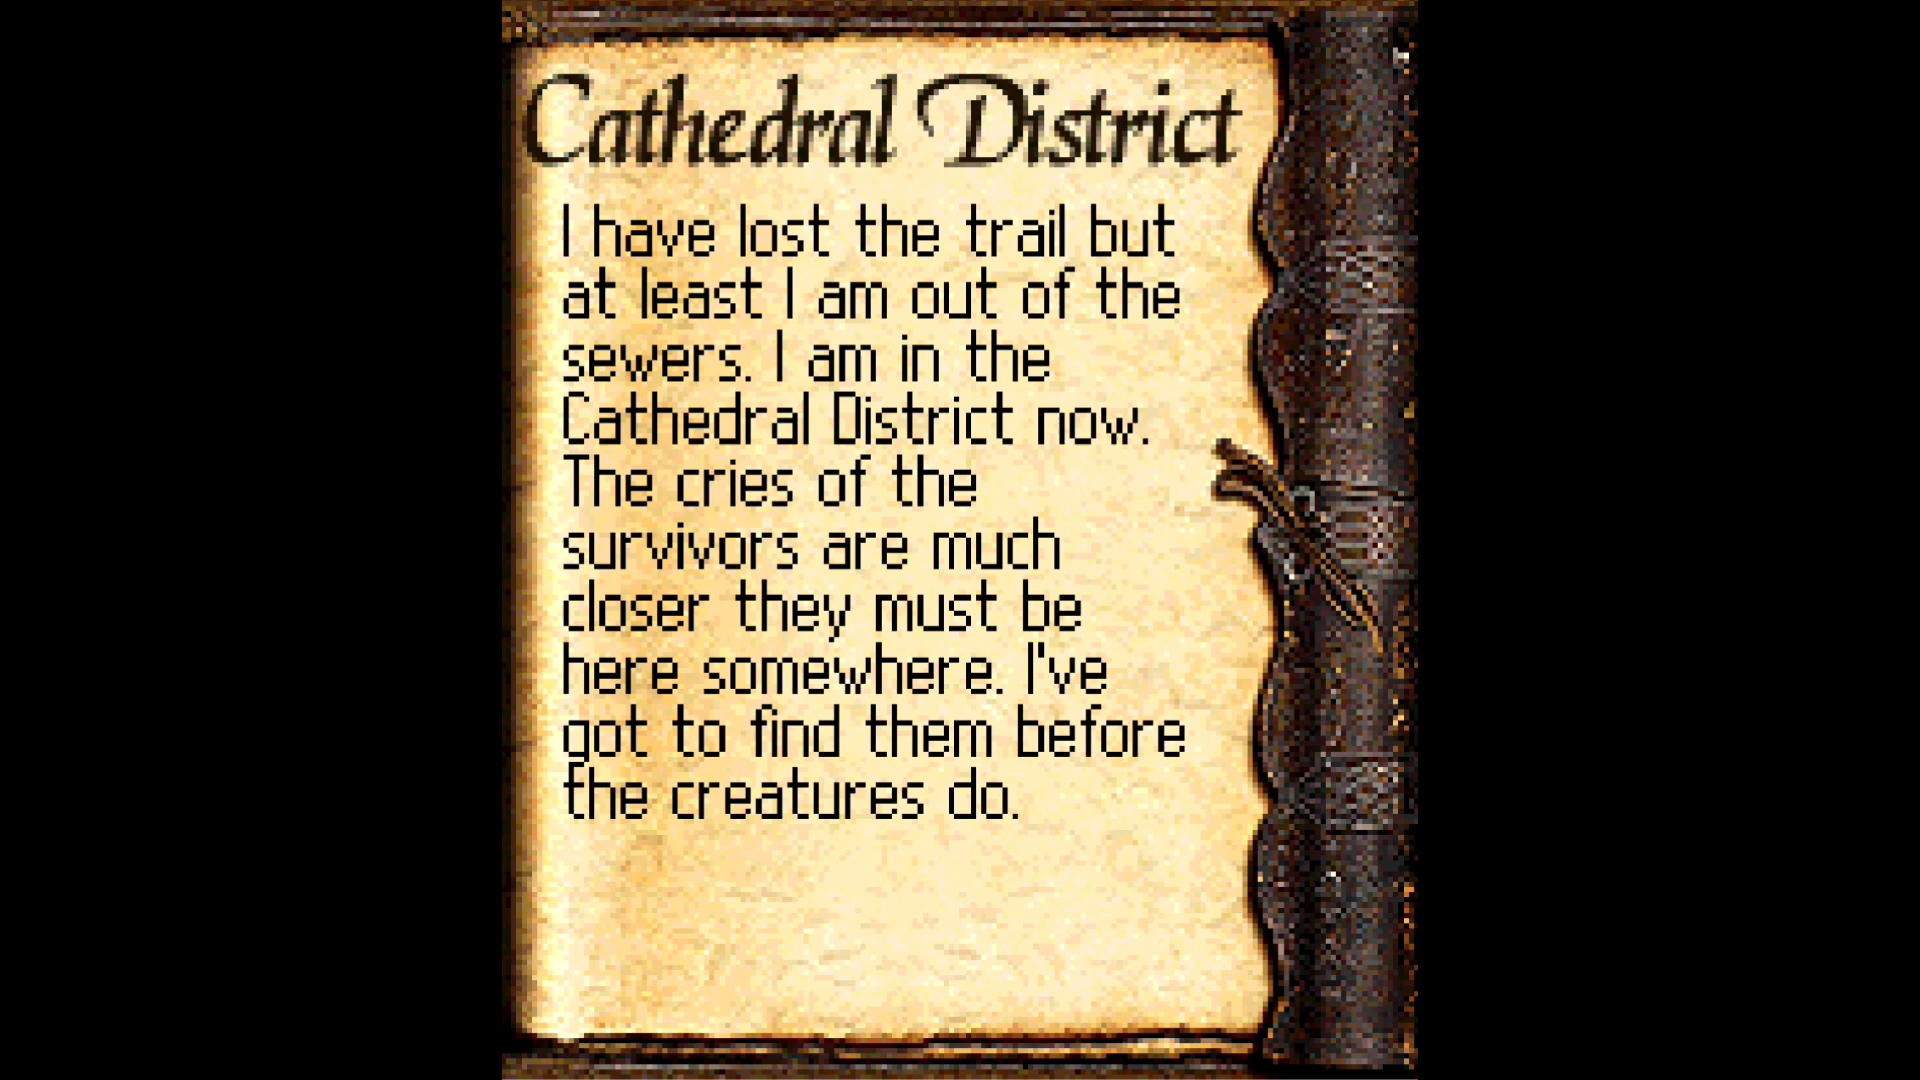 Cathedral District
I have lost the trail but
at least I am out of the
sewers. I am in the
Cathedral District now.
The cries of the
survivors are much
closer they must be
here somewhere. I've
got to find them before
the creatures do.